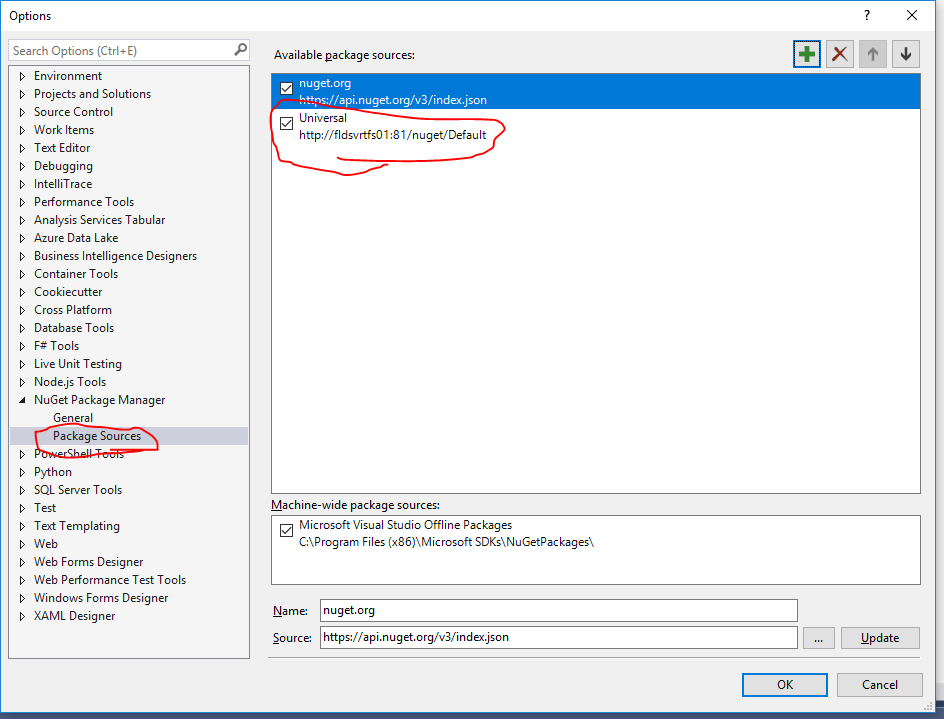 Options
?
Search Options (Ctrl+E)
Environment
Projects and Solutions
Source Control
Work Items
Text Editor
Debugging
IntelliTrace
Performance Tools
Analysis Services Tabular
Azure Data Lake
Business Intelligence Designers
Container Tools
Cookiecutter
Cross Platform
Database Tools
F# Tools
Live Unit Testing
Node.js Tools
NuGet Package Manager
General
Package Sources
PowerShell Tools
Python
SQL Server Tools
Test
Text Templating
Web
Web Forms Designer
Web Performance Test Tools
Windows Forms Designer
XAML Designer
Available package sources:
nuget.org
https://api.nuget.org/v3/index.json
Universal
http://fldsvrtfs01:81/nuget/Default
Machine-wide package sources:
Microsoft Visual Studio Offline Packages
C:\Program Files (x86)\Microsoft SDKs\NuGetPackages\
Name: nuget.org
Source: https://api.nuget.org/v3/index.json ... Update
OK Cancel